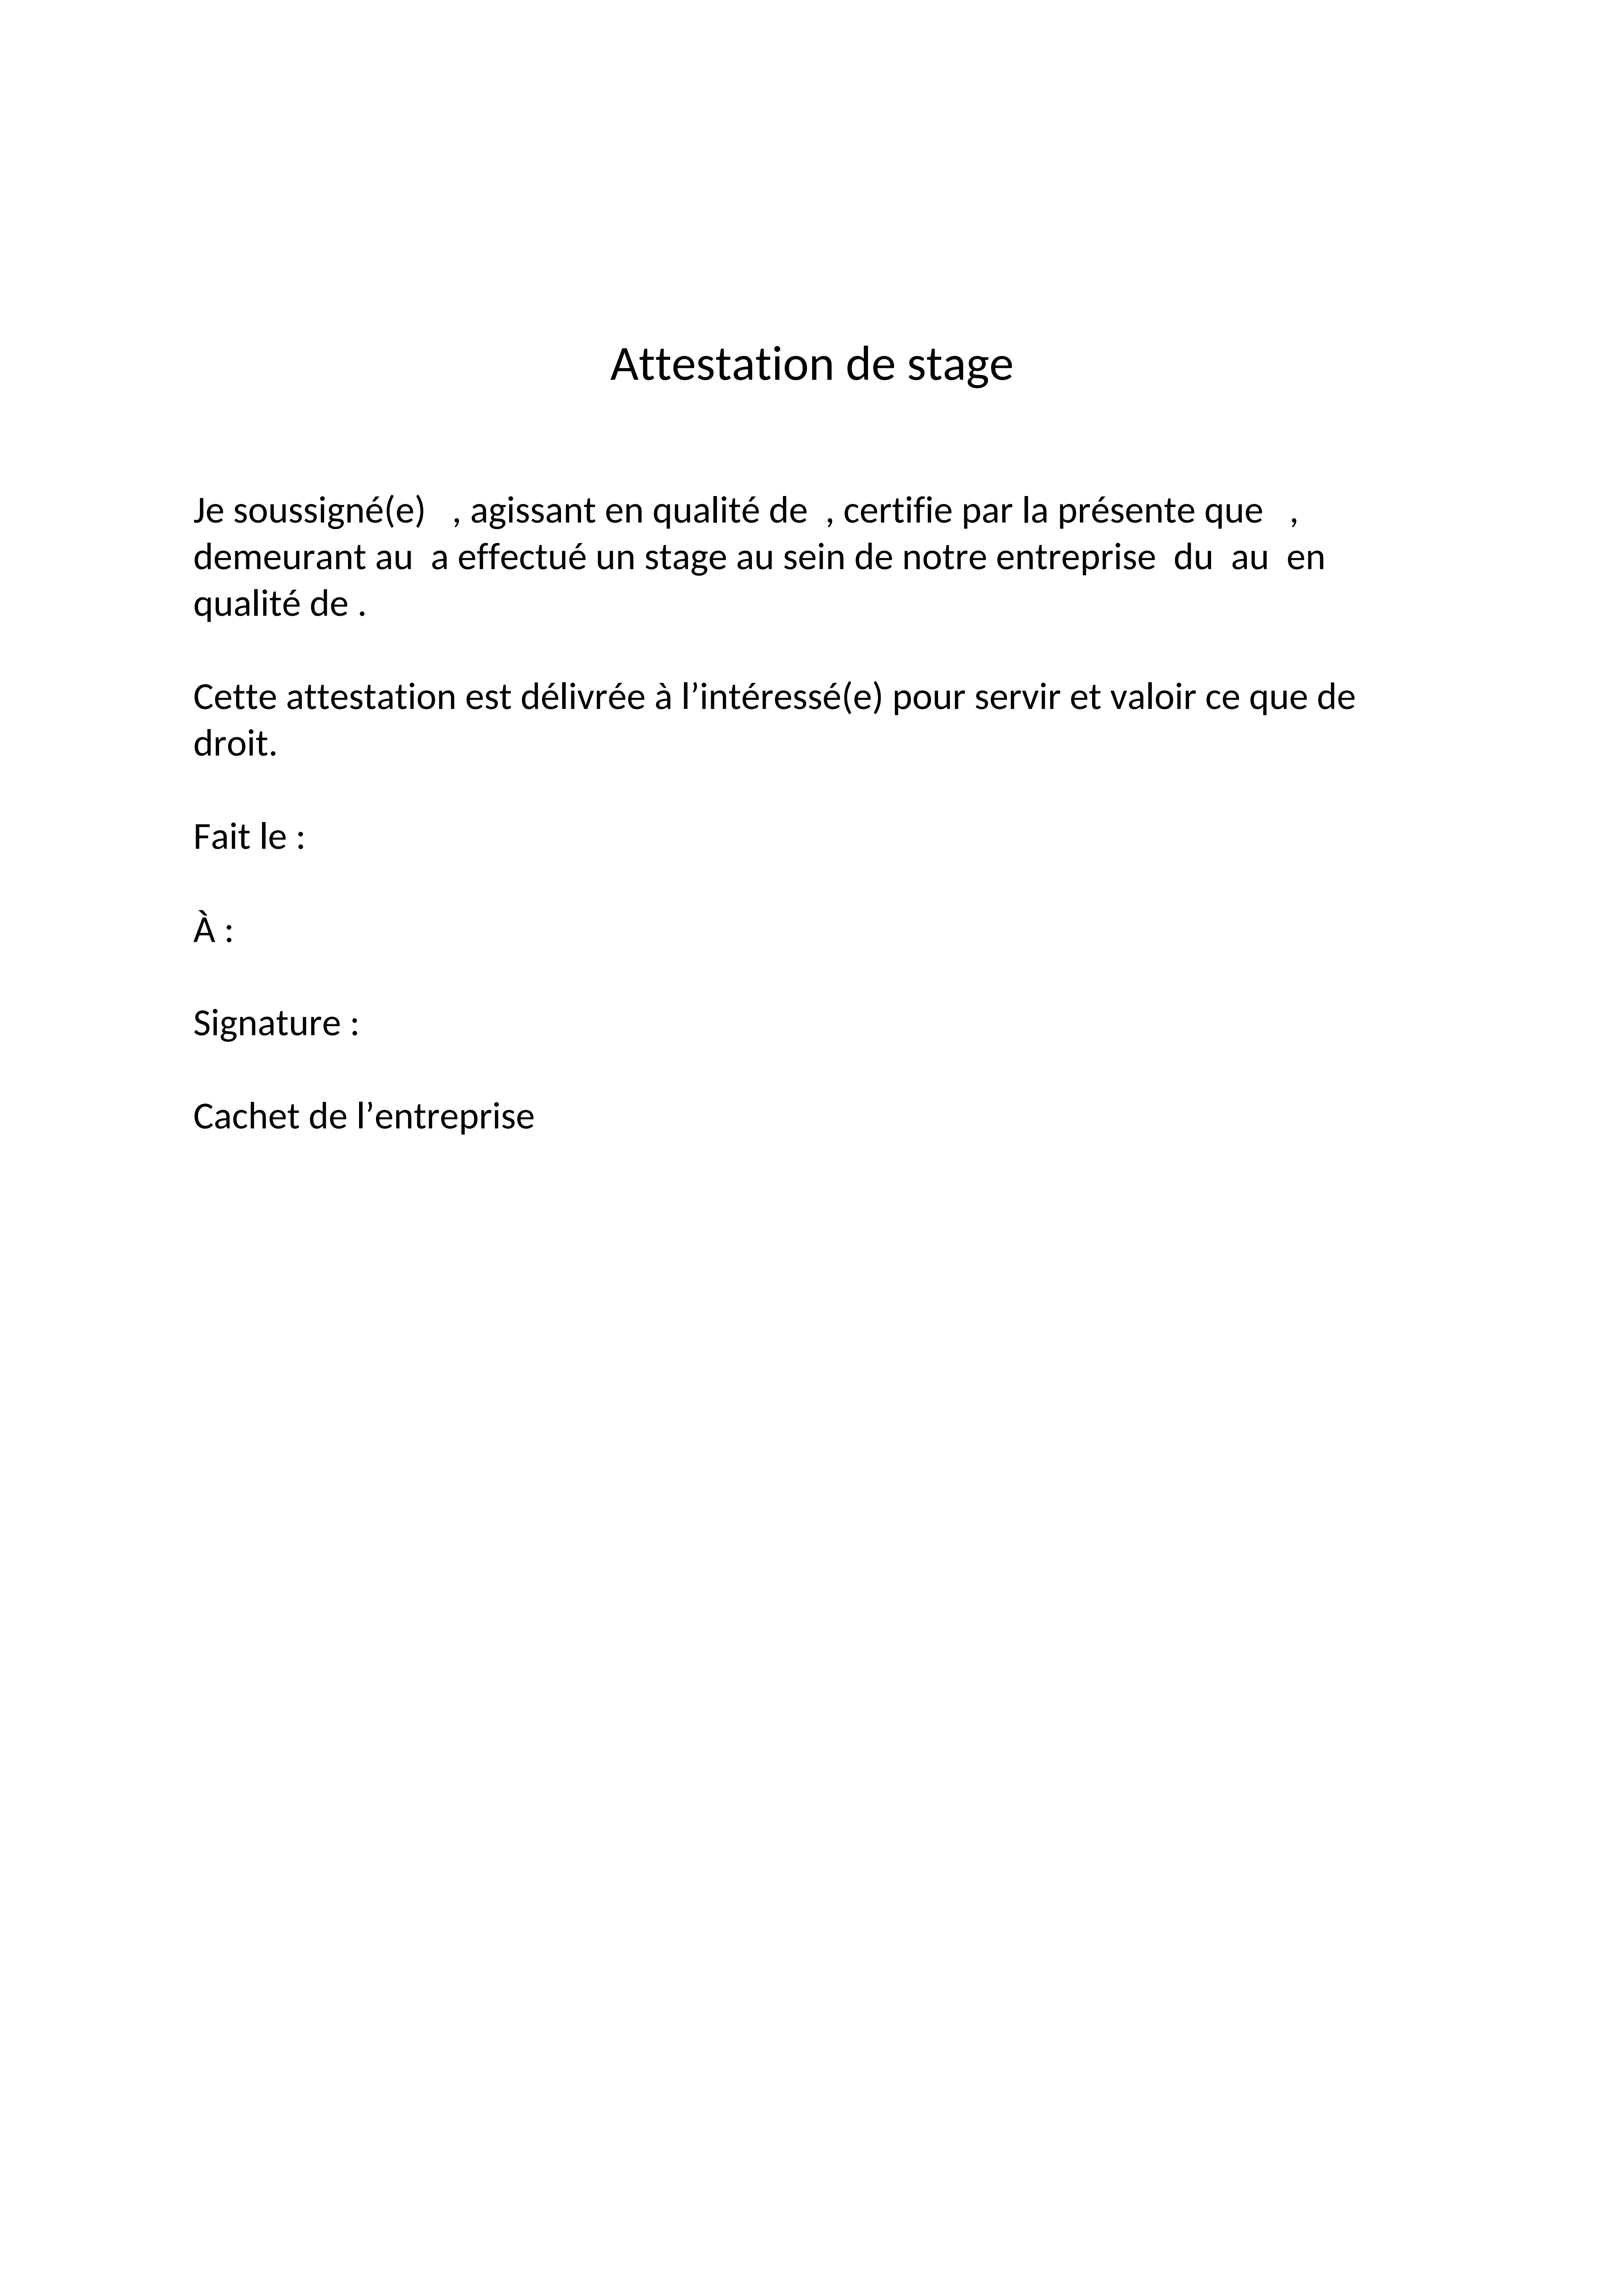 Attestation de stage
Je soussigné(e)   , agissant en qualité de  , certifie par la présente que   ,
demeurant au  a effectué un stage au sein de notre entreprise  du  au  en
qualité de .
Cette attestation est délivrée à l’intéressé(e) pour servir et valoir ce que de
droit.
Fait le :
À :
Signature :
Cachet de l’entreprise